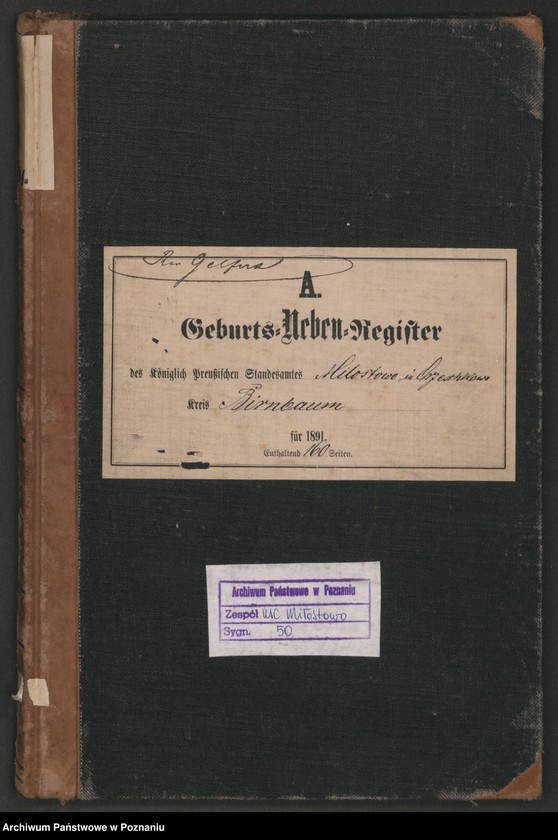 A.
Geburts-Neben-Register
des Königlich Preußischen Standesamtes Milostowo in
Kreis Birnbaum
für 1891.
Enthaltend 160 Seiten.
Archiwum Państwowe w Poznaniu
Zespół USC Miłostowo
Sygn. 50
Archiwum Państwowe w Poznaniu